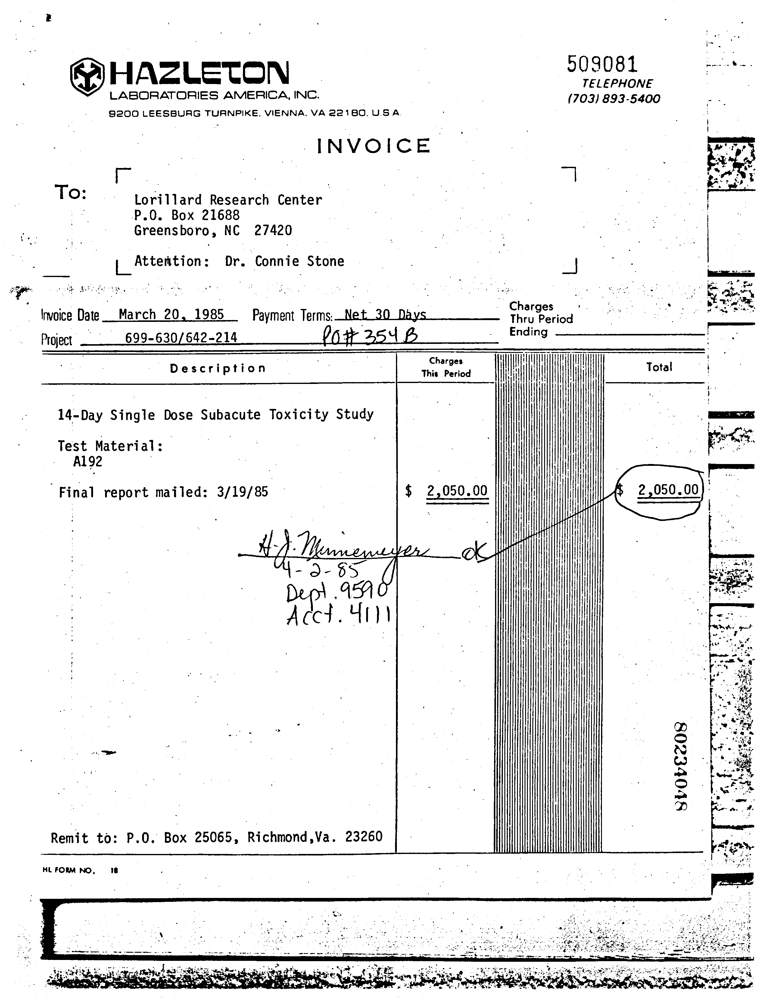 HAZLETON
LABORATORIES AMERICA, INC.
9200 LEESBURG TURNPIKE, VIENNA, VA 22180, U.S.A.
509081
TELEPHONE
(703) 893-5400
INVOICE
To:
Lorillard Research Center
P.O. Box 21688
Greensboro, NC 27420
Attention: Dr. Connie Stone
Invoice Date March 20, 1985 Payment Terms: Net 30 Days
Charges
Thru Period
Ending
Project 699-630/642-214 PO# 354B
Description
Charges
This Period
Total
14-Day Single Dose Subacute Toxicity Study
Test Material:
A192
Final report mailed: 3/19/85 $ 2,050.00 $ 2,050.00
H.J. Minnemeyer OK
4-2-85
Dept. 9590
Acct. 4111
80234048
Remit to: P.O. Box 25065, Richmond,Va. 23260
HL FORM NO. 18